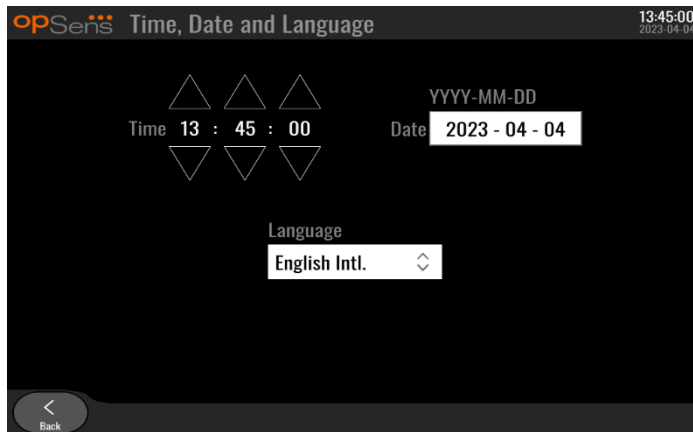 opSens Time, Date and Language
13:45:00
2023-04-04
YYYY-MM-DD
Time 13 : 45 : 00
Date 2023 - 04 - 04
Language
English Intl.
Back